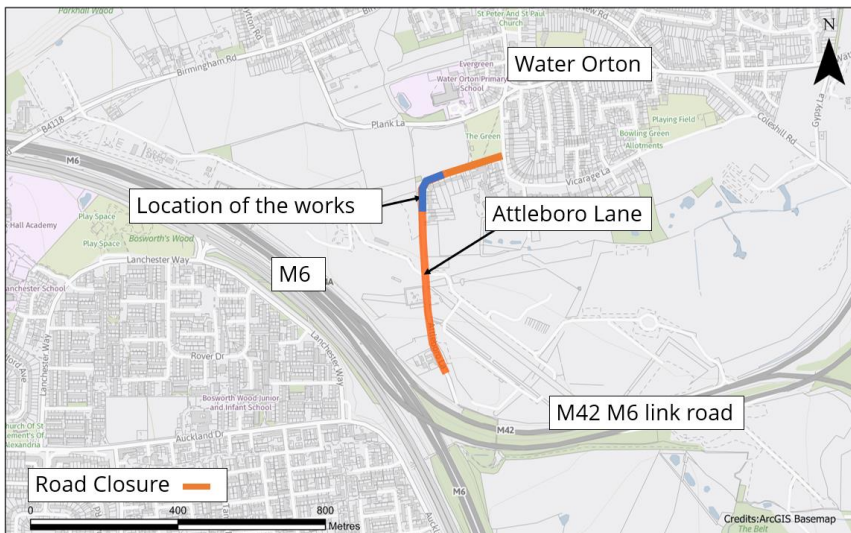 Parkhall Wood
St Peter And St Paul
Church
N
Water Orton
Birmingham Rd
Evergreen
Water Orton Primary
School
B4118
Plank La
Gypsy La
Coleshill Rd
The Green
Playing Field
Bowling Green
Allotments
M6
Vicarage La
Location of the works
Attleboro Lane
Play Space
Bosworth's Wood
Play Space
Lanchester Way
M6
Lanchester Way
Rover Dr
Lanchester Way
Bosworth Wood Junior
and Infant School
M42 M6 link road
Auckland Dr
M42
Road Closure
M6
0
400
800
Metres
Credits:ArcGIS Basemap
The Belt